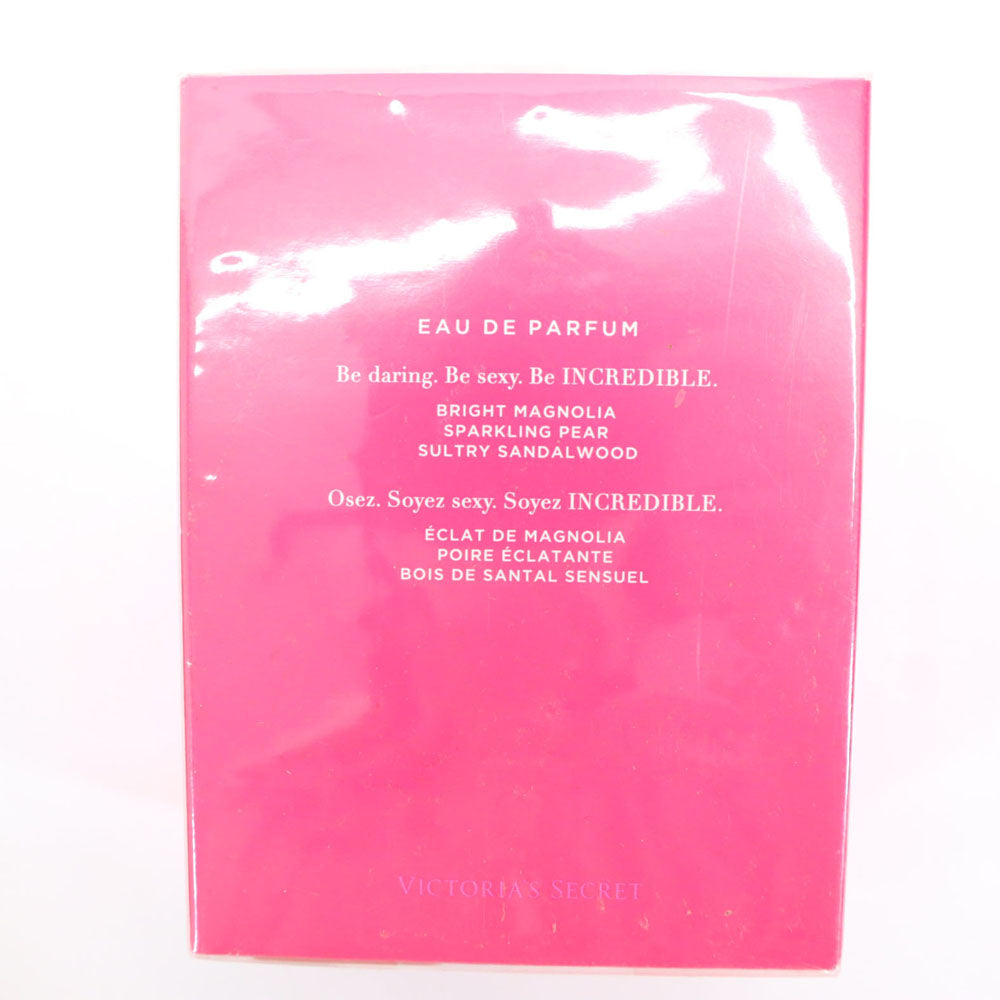 EAU DE PARFUM
Be daring. Be sexy. Be INCREDIBLE.
BRIGHT MAGNOLIA
SPARKLING PEAR
SULTRY SANDALWOOD
Osez. Soyez sexy. Soyez INCREDIBLE.
ÉCLAT DE MAGNOLIA
POIRE ÉCLATANTE
BOIS DE SANTAL SENSUEL
VICTORIA'S SECRET